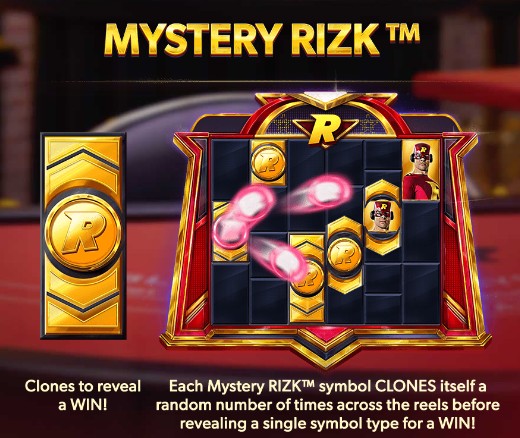 MYSTERY RIZK™
R
R
R
R
R
R
Clones to reveal
a WIN!
Each Mystery RIZK™ symbol CLONES itself a
random number of times across the reels before
revealing a single symbol type for a WIN!